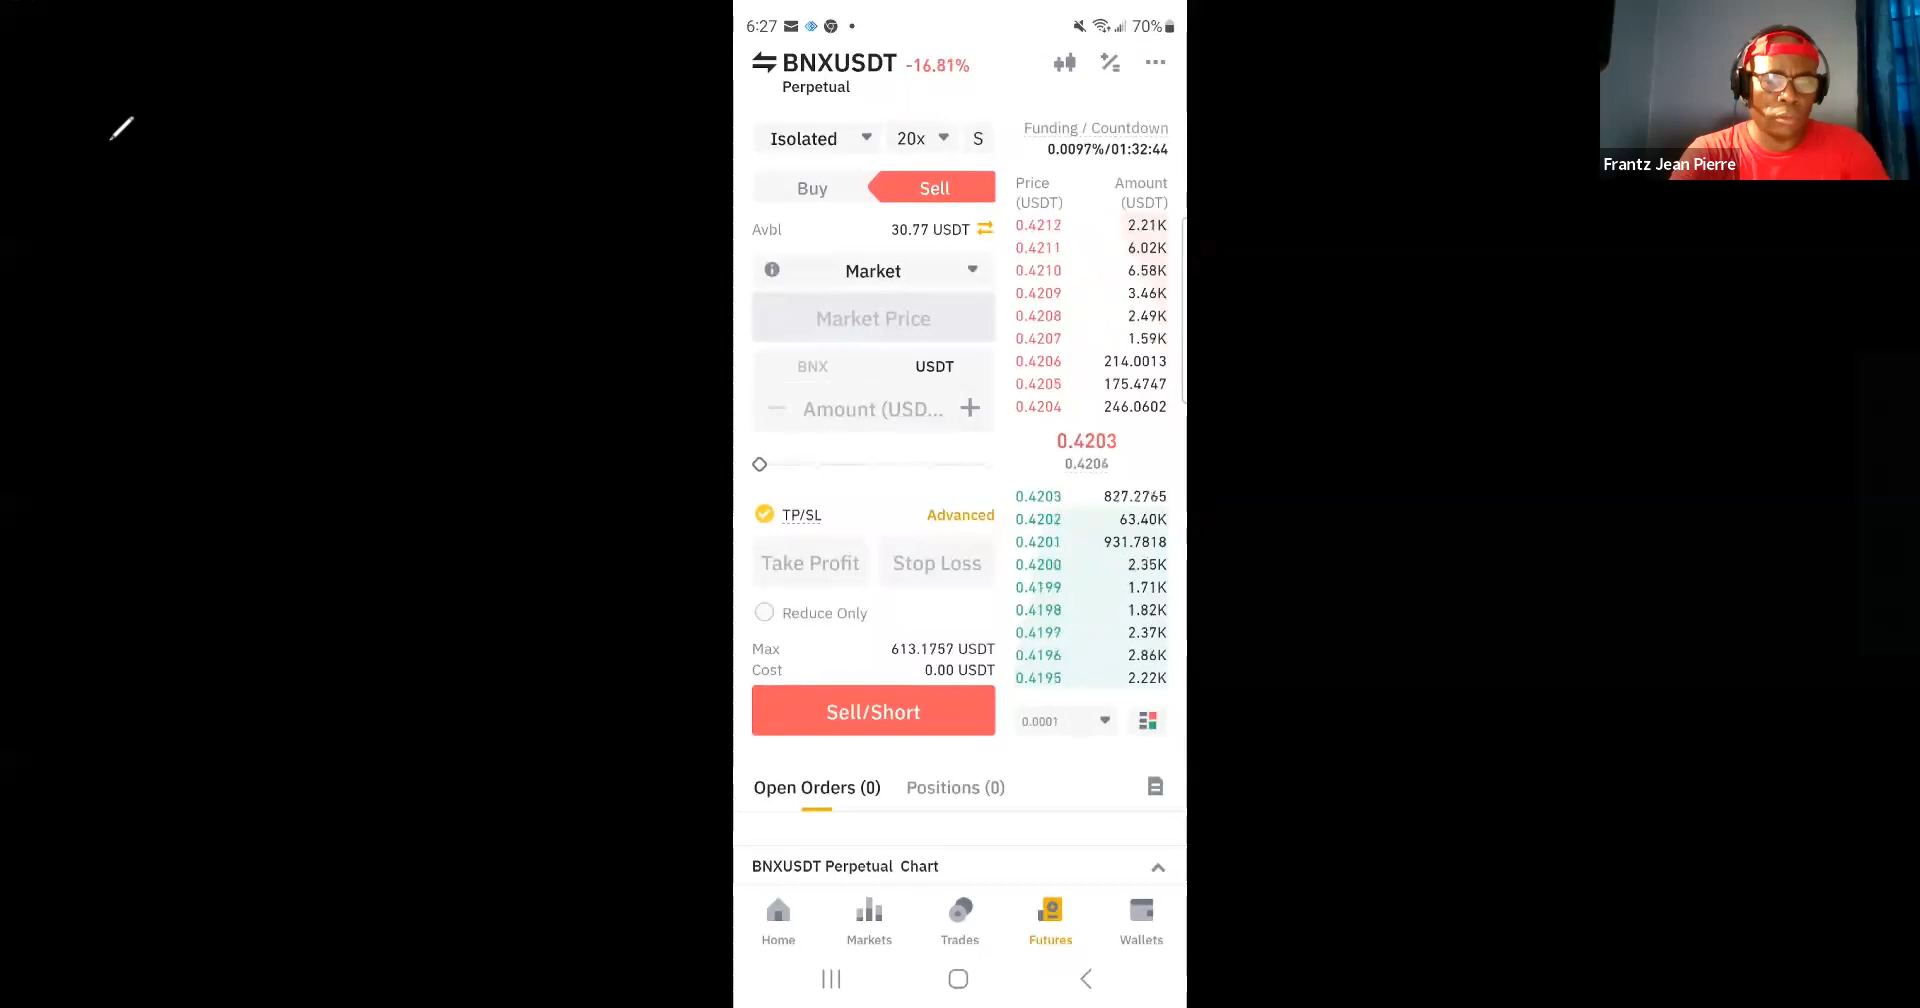 6:27
70%
BNXUSDT -16.81%
Perpetual
Isolated 20x S
Funding / Countdown
0.0097%/01:32:44
Buy Sell
Avbl 30.77 USDT
Market
Market Price
BNX USDT
Amount (USD...
TP/SL Advanced
Take Profit Stop Loss
Reduce Only
Max 613.1757 USDT
Cost 0.00 USDT
Sell/Short
Price Amount
(USDT) (USDT)
0.4212 2.21K
0.4211 6.02K
0.4210 6.58K
0.4209 3.46K
0.4208 2.49K
0.4207 1.59K
0.4206 214.0013
0.4205 175.4747
0.4204 246.0602
0.4203
0.4204
0.4203 827.2765
0.4202 63.40K
0.4201 931.7818
0.4200 2.35K
0.4199 1.71K
0.4198 1.82K
0.4197 2.37K
0.4196 2.86K
0.4195 2.22K
0.0001
Open Orders (0) Positions (0)
BNXUSDT Perpetual Chart
Home Markets Trades Futures Wallets
Frantz Jean Pierre